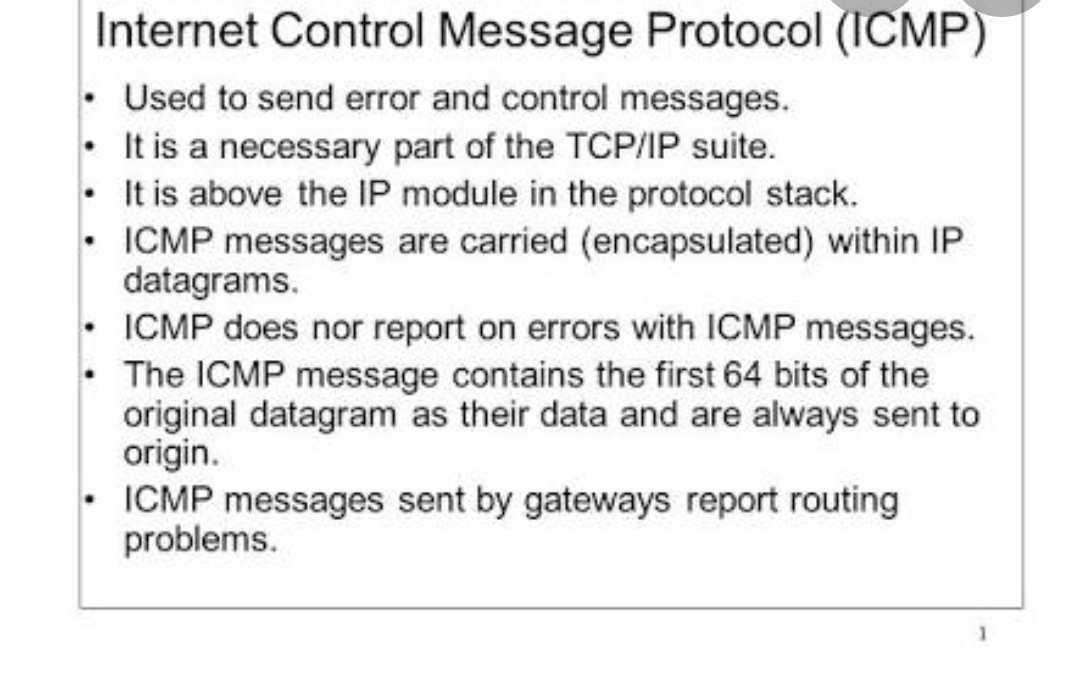 Internet Control Message Protocol (ICMP)
• Used to send error and control messages.
• It is a necessary part of the TCP/IP suite.
• It is above the IP module in the protocol stack.
• ICMP messages are carried (encapsulated) within IP
datagrams.
• ICMP does nor report on errors with ICMP messages.
• The ICMP message contains the first 64 bits of the
original datagram as their data and are always sent to
origin.
• ICMP messages sent by gateways report routing
problems.
1